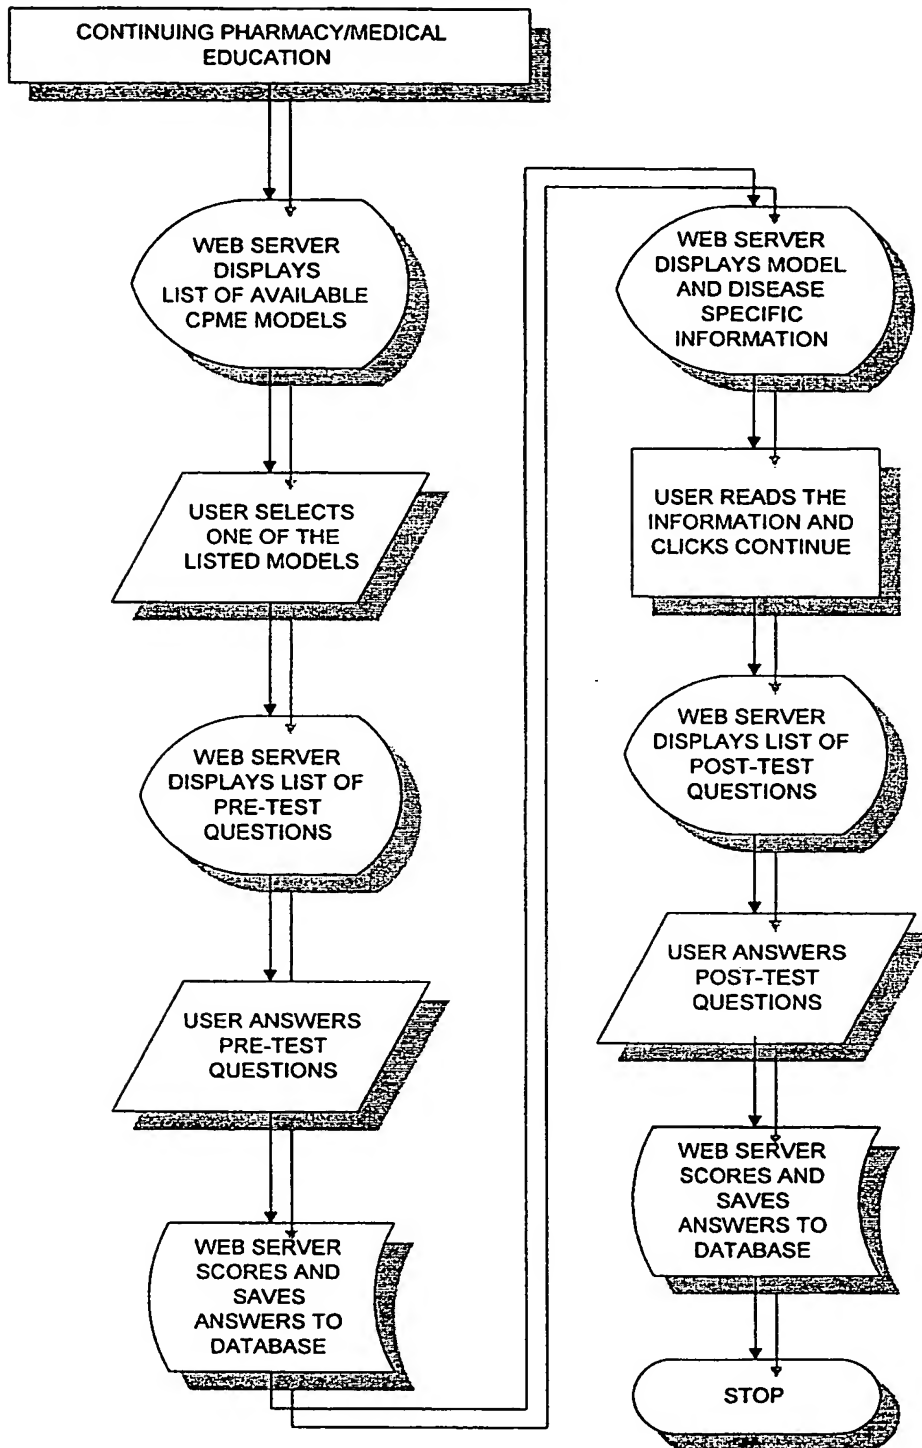 CONTINUING PHARMACY/MEDICAL
EDUCATION
WEB SERVER
DISPLAYS
LIST OF AVAILABLE
CPME MODELS
USER SELECTS
ONE OF THE
LISTED MODELS
WEB SERVER
DISPLAYS LIST OF
PRE-TEST
QUESTIONS
USER ANSWERS
PRE-TEST
QUESTIONS
WEB SERVER
SCORES AND
SAVES
ANSWERS TO
DATABASE
WEB SERVER
DISPLAYS MODEL
AND DISEASE
SPECIFIC
INFORMATION
USER READS THE
INFORMATION AND
CLICKS CONTINUE
WEB SERVER
DISPLAYS LIST OF
POST-TEST
QUESTIONS
USER ANSWERS
POST-TEST
QUESTIONS
WEB SERVER
SCORES AND
SAVES
ANSWERS TO
DATABASE
STOP